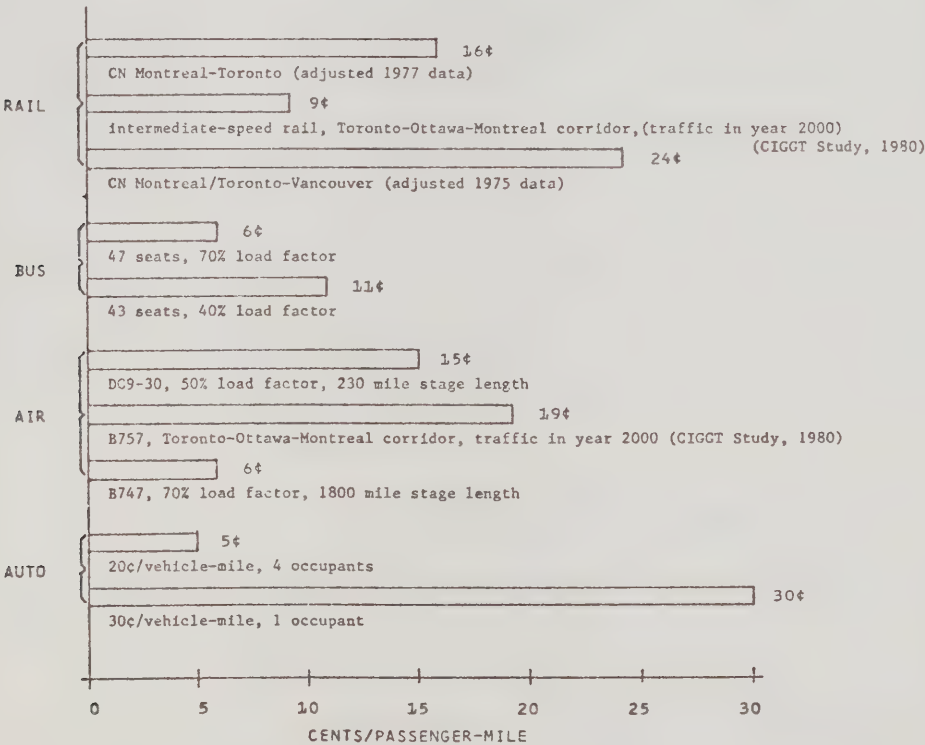 16¢
CN Montreal-Toronto (adjusted 1977 data)
RAIL
9¢
intermediate-speed rail, Toronto-Ottawa-Montreal corridor,(traffic in year 2000)
(CIGGT Study, 1980)
24¢
CN Montreal/Toronto-Vancouver (adjusted 1975 data)
6¢
47 seats, 70% load factor
BUS
11¢
43 seats, 40% load factor
15¢
DC9-30, 50% load factor, 230 mile stage length
AIR
19¢
B757, Toronto-Ottawa-Montreal corridor, traffic in year 2000 (CIGGT Study, 1980)
6¢
B747, 70% load factor, 1800 mile stage length
5¢
20¢/vehicle-mile, 4 occupants
AUTO
30¢
30¢/vehicle-mile, 1 occupant
0 5 10 15 20 25 30
CENTS/PASSENGER-MILE